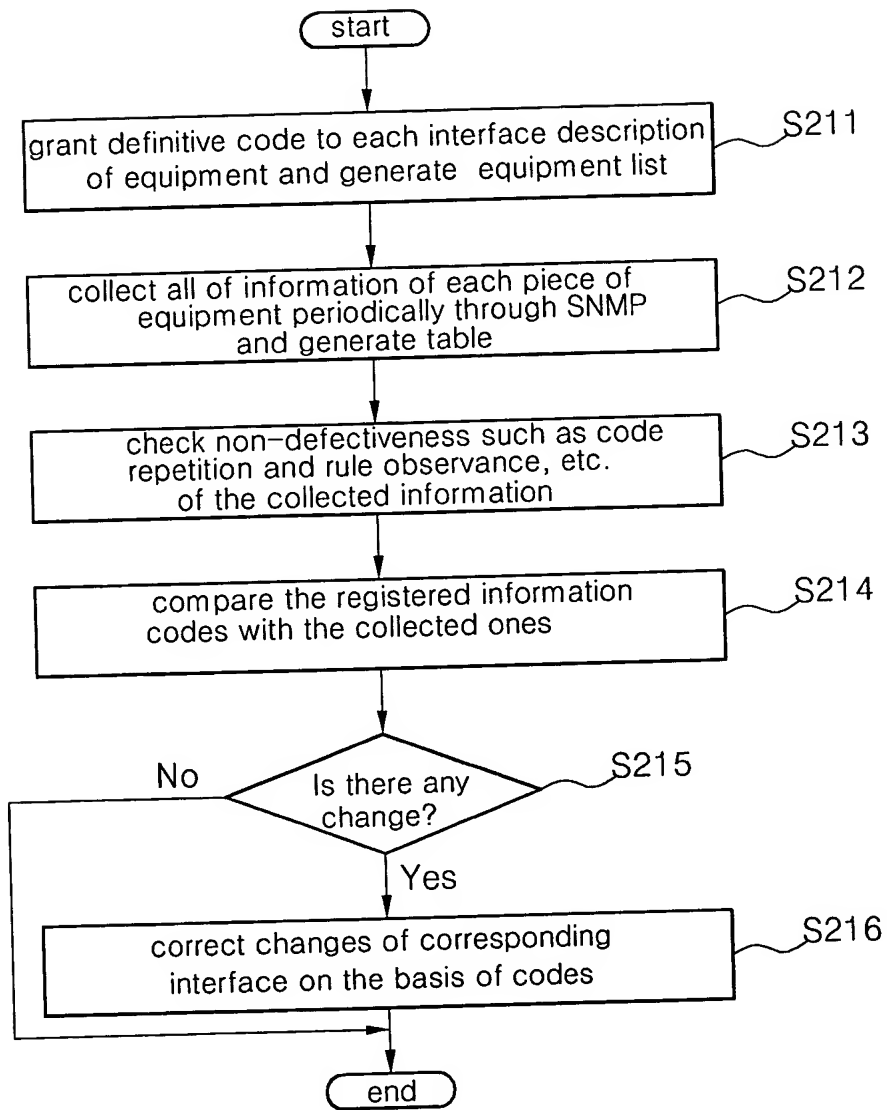 start
grant definitive code to each interface description
of equipment and generate equipment list
S211
collect all of information of each piece of
equipment periodically through SNMP
and generate table
S212
check non-defectiveness such as code
repetition and rule observance, etc.
of the collected information
S213
compare the registered information
codes with the collected ones
S214
Is there any
change?
S215
No
Yes
correct changes of corresponding
interface on the basis of codes
S216
end